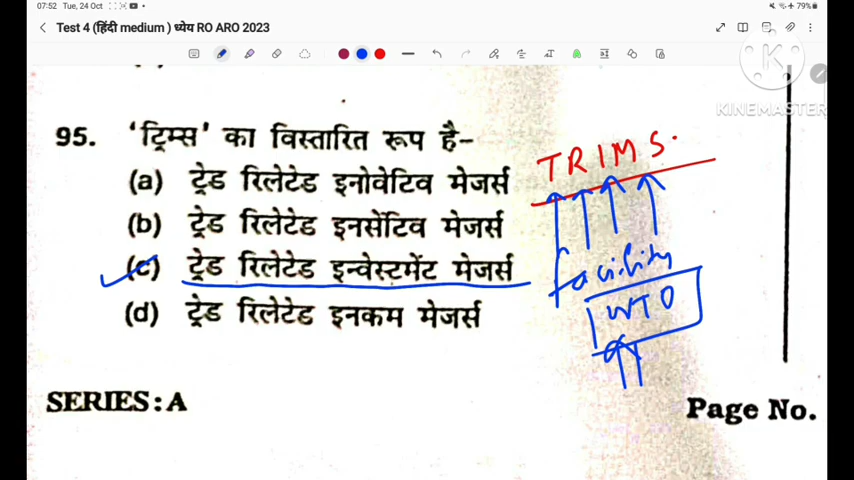 07:52 Tue, 24 Oct 79%
Test 4 (हिंदी medium ) ध्येय RO ARO 2023
KINEMASTER
95. 'ट्रिम्स' का विस्तारित रूप है-
TRIMS
(a) ट्रेड रिलेटेड इनोवेटिव मेजर्स
(b) ट्रेड रिलेटेड इनसेंटिव मेजर्स
(c) ट्रेड रिलेटेड इन्वेस्टमेंट मेजर्स
facility
(d) ट्रेड रिलेटेड इनकम मेजर्स
WTO
SERIES : A
Page No.